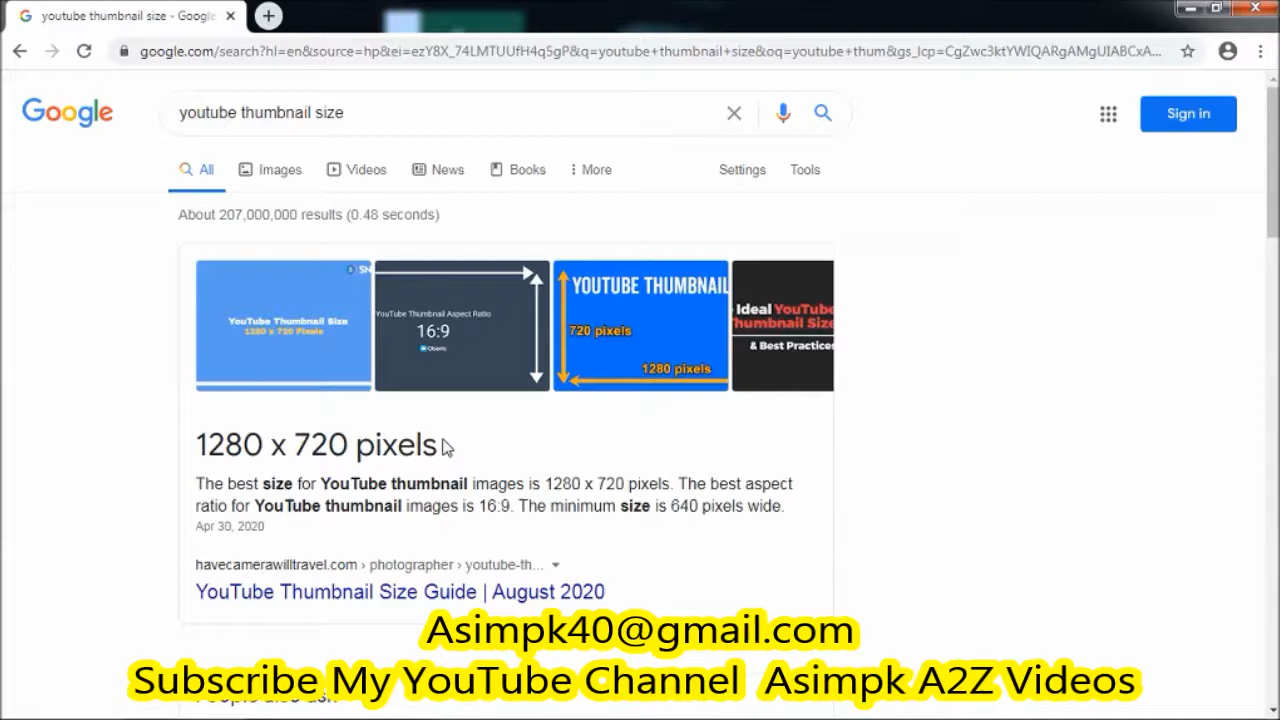 youtube thumbnail size - Google
google.com/search?hl=en&source=hp&ei=ezY8X_74LMTUUfH4q5gP&q=youtube+thumbnail+size&oq=youtube+thum&gs_lcp=CgZwc3ktYWIQARgAMgUIABCxA...
Google
youtube thumbnail size
Sign in
All Images Videos News Books More Settings Tools
About 207,000,000 results (0.48 seconds)
SN
YouTube Thumbnail Size
1280 x 720 Pixels
YouTube Thumbnail Aspect Ratio
16:9
YOUTUBE THUMBNAIL
720 pixels
1280 pixels
Ideal YouTube
Thumbnail Size
& Best Practices
1280 x 720 pixels
The best size for YouTube thumbnail images is 1280 x 720 pixels. The best aspect
ratio for YouTube thumbnail images is 16:9. The minimum size is 640 pixels wide.
Apr 30, 2020
havecamerawilltravel.com › photographer › youtube-th...
YouTube Thumbnail Size Guide | August 2020
Asimpk40@gmail.com
Subscribe My YouTube Channel Asimpk A2Z Videos
People also ask